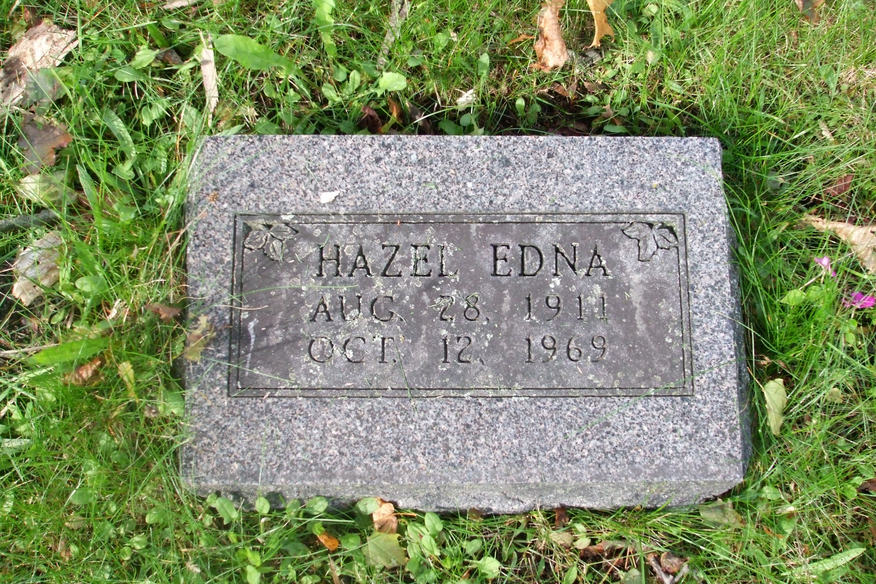 HAZEL EDNA
AUG. 28. 1911
OCT. 12. 1969